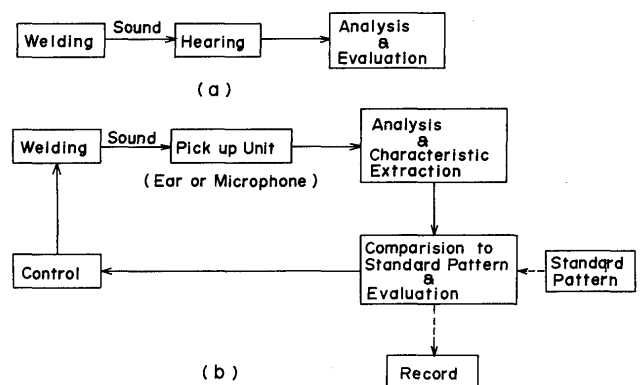 Welding
Sound
Hearing
Analysis
&
Evaluation
(a)
Welding
Sound
Pick up Unit
(Ear or Microphone)
Analysis
&
Characteristic
Extraction
Control
Comparision to
Standard Pattern
&
Evaluation
Standard
Pattern
Record
(b)